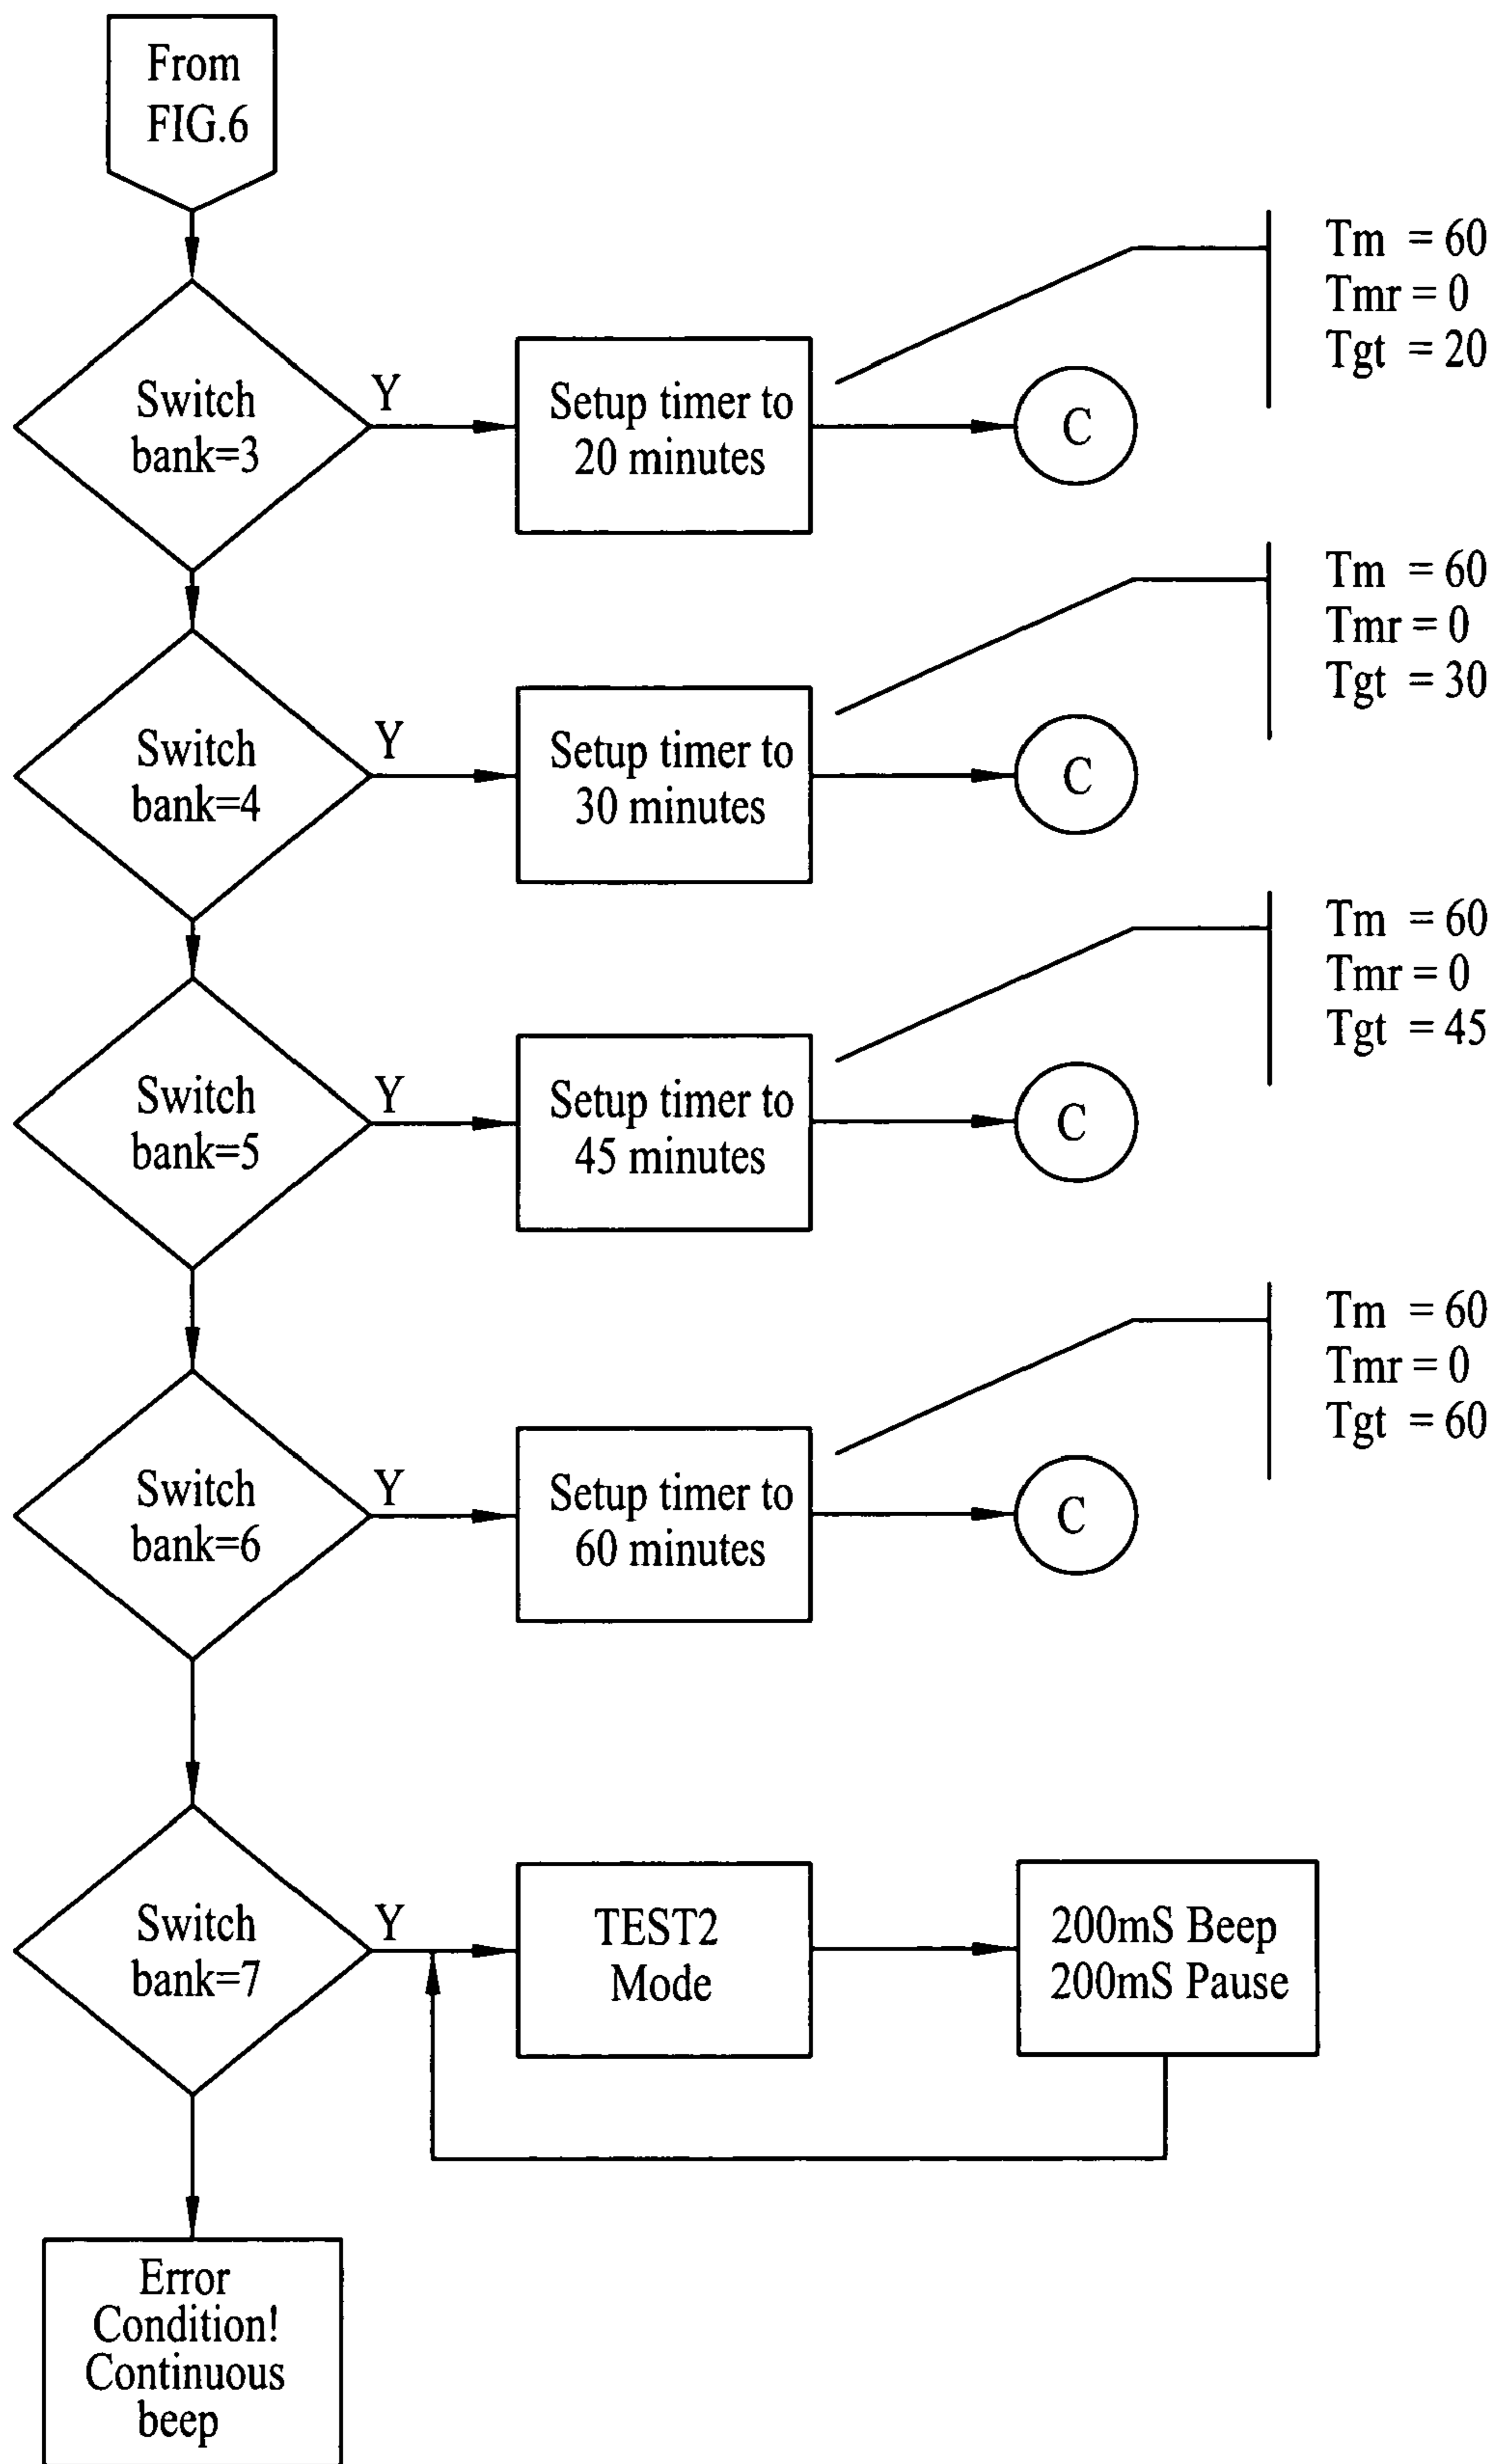 From
FIG.6
Tm = 60
Tmr = 0
Tgt = 20
Switch
bank=3
Y
Setup timer to
20 minutes
C
Tm = 60
Tmr = 0
Tgt = 30
Switch
bank=4
Y
Setup timer to
30 minutes
C
Tm = 60
Tmr = 0
Tgt = 45
Switch
bank=5
Y
Setup timer to
45 minutes
C
Tm = 60
Tmr = 0
Tgt = 60
Switch
bank=6
Y
Setup timer to
60 minutes
C
Switch
bank=7
Y
TEST2
Mode
200mS Beep
200mS Pause
Error
Condition!
Continuous
beep